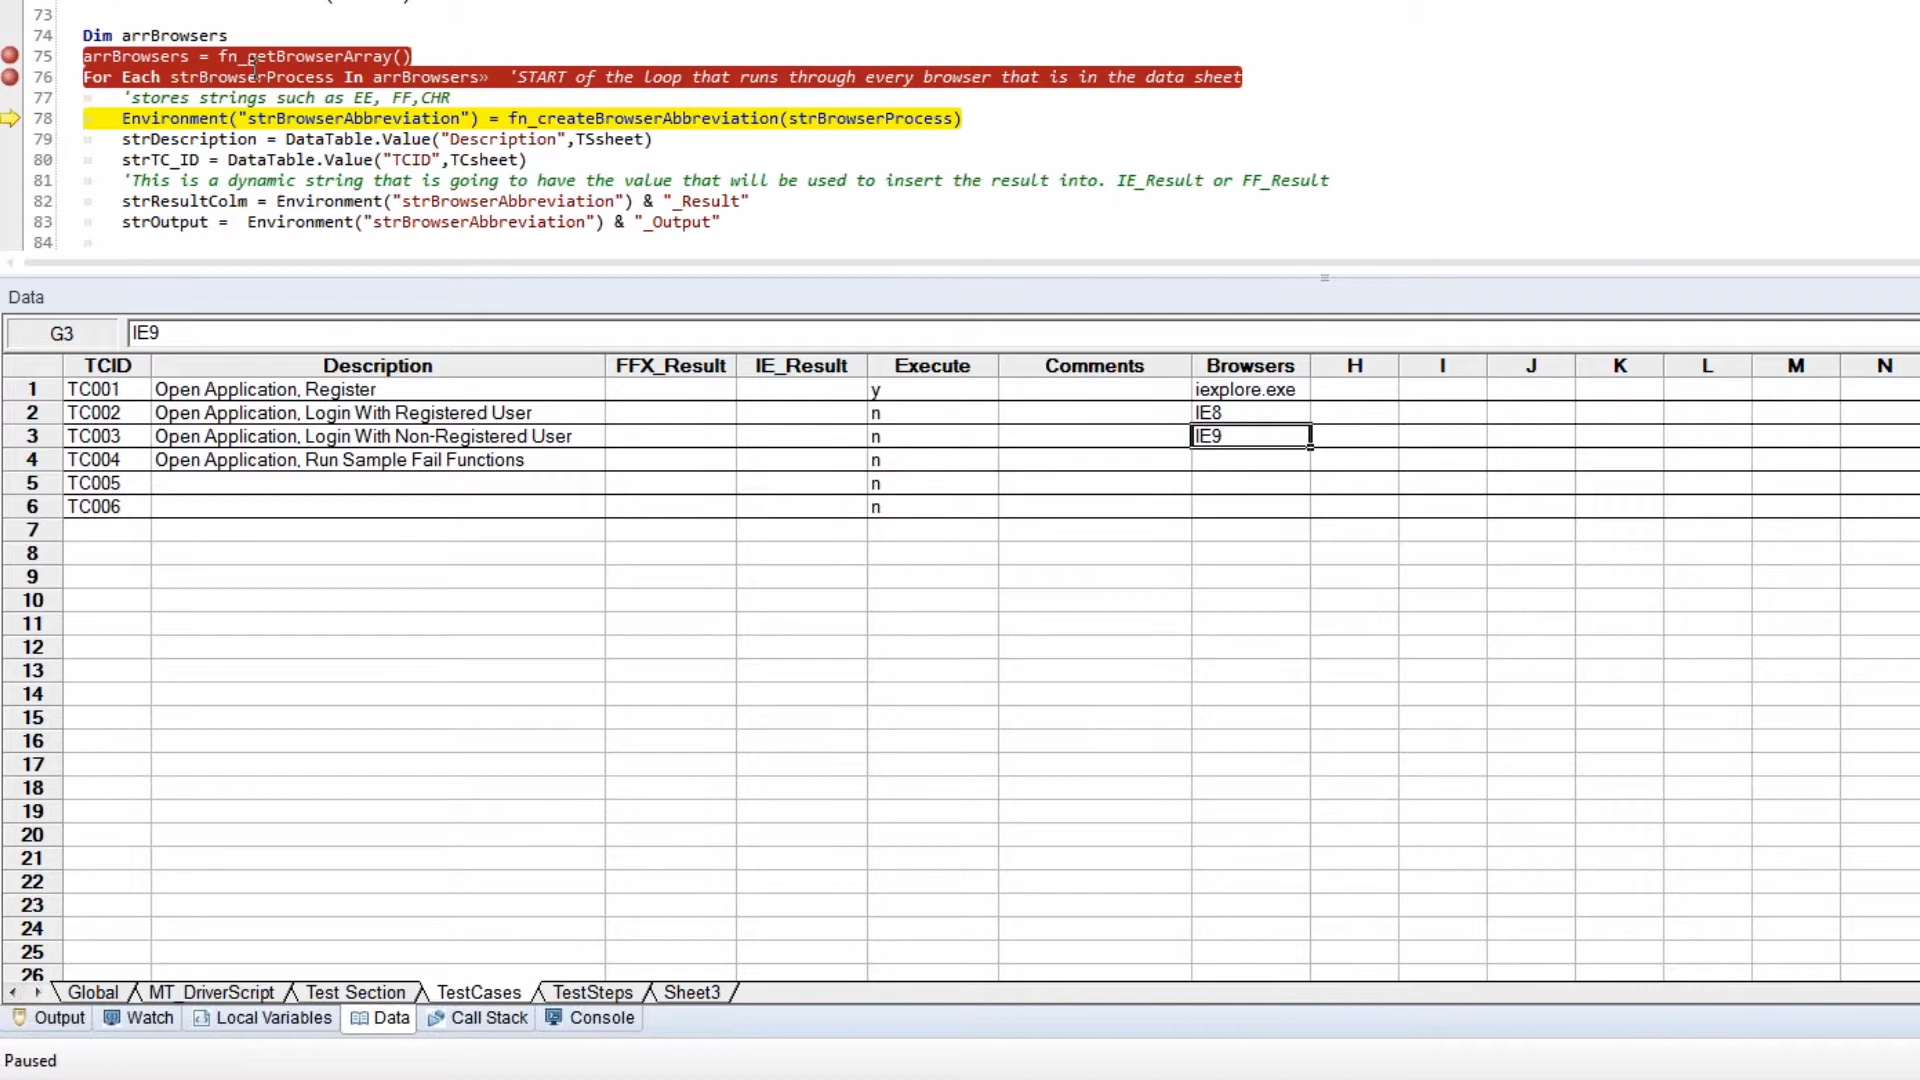 73
74 Dim arrBrowsers
75 arrBrowsers = fn_getBrowserArray()
76 For Each strBrowserProcess In arrBrowsers» 'START of the loop that runs through every browser that is in the data sheet
77 'stores strings such as EE, FF,CHR
78 Environment("strBrowserAbbreviation") = fn_createBrowserAbbreviation(strBrowserProcess)
79 strDescription = DataTable.Value("Description",TSsheet)
80 strTC_ID = DataTable.Value("TCID",TCsheet)
81 'This is a dynamic string that is going to have the value that will be used to insert the result into. IE_Result or FF_Result
82 strResultColm = Environment("strBrowserAbbreviation") & "_Result"
83 strOutput = Environment("strBrowserAbbreviation") & "_Output"
84
Data
G3 IE9
TCID Description FFX_Result IE_Result Execute Comments Browsers H I J K L M N
1 TC001 Open Application, Register y iexplore.exe
2 TC002 Open Application, Login With Registered User n IE8
3 TC003 Open Application, Login With Non-Registered User n IE9
4 TC004 Open Application, Run Sample Fail Functions n
5 TC005 n
6 TC006 n
7
8
9
10
11
12
13
14
15
16
17
18
19
20
21
22
23
24
25
26
Global MT_DriverScript Test Section TestCases TestSteps Sheet3
Output Watch Local Variables Data Call Stack Console
Paused